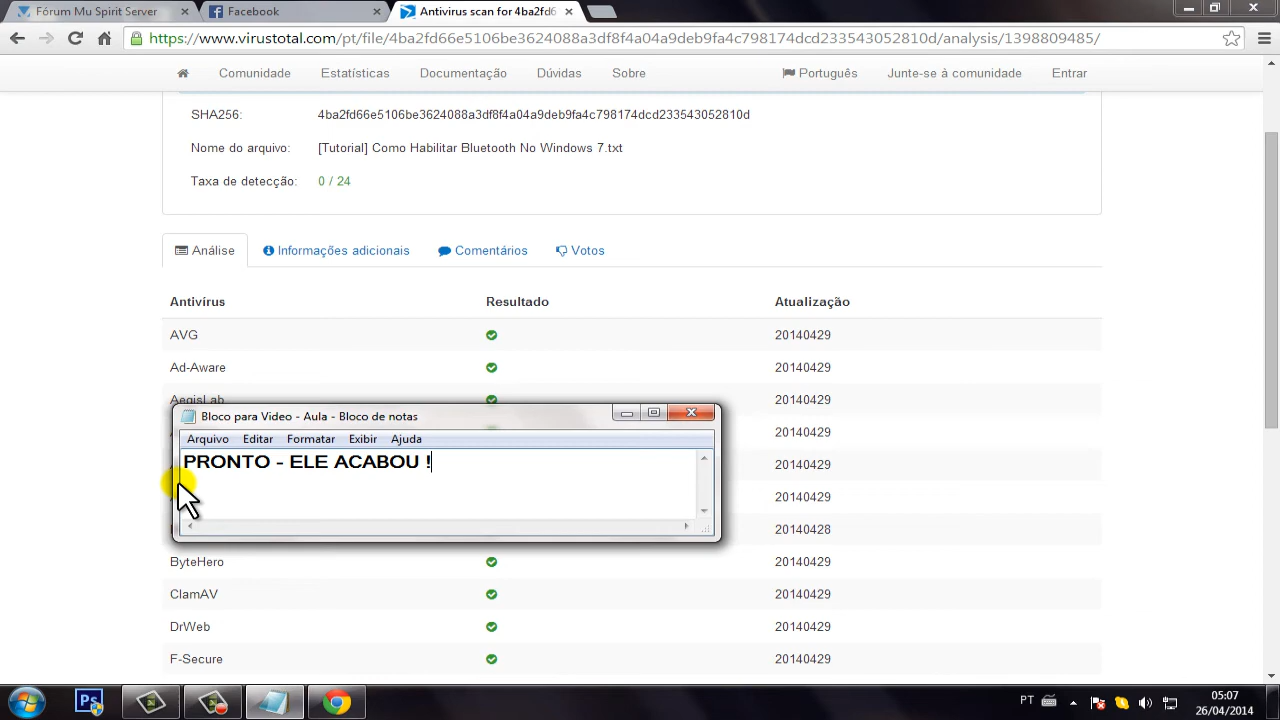 Fórum Mu Spirit Server
Facebook
Antivirus scan for 4ba2fd6
https://www.virustotal.com/pt/file/4ba2fd66e5106be3624088a3df8f4a04a9deb9fa4c798174dcd233543052810d/analysis/1398809485/
Comunidade Estatísticas Documentação Dúvidas Sobre Português Junte-se à comunidade Entrar
SHA256: 4ba2fd66e5106be3624088a3df8f4a04a9deb9fa4c798174dcd233543052810d
Nome do arquivo: [Tutorial] Como Habilitar Bluetooth No Windows 7.txt
Taxa de detecção: 0 / 24
Análise Informações adicionais Comentários Votos
Antivírus Resultado Atualização
AVG 20140429
Ad-Aware 20140429
AegisLab 20140429
Bloco para Video - Aula - Bloco de notas
20140429
Arquivo Editar Formatar Exibir Ajuda
PRONTO - ELE ACABOU !
20140429
20140429
20140428
ByteHero 20140429
ClamAV 20140429
DrWeb 20140429
F-Secure 20140429
Ps
PT
05:07
26/04/2014